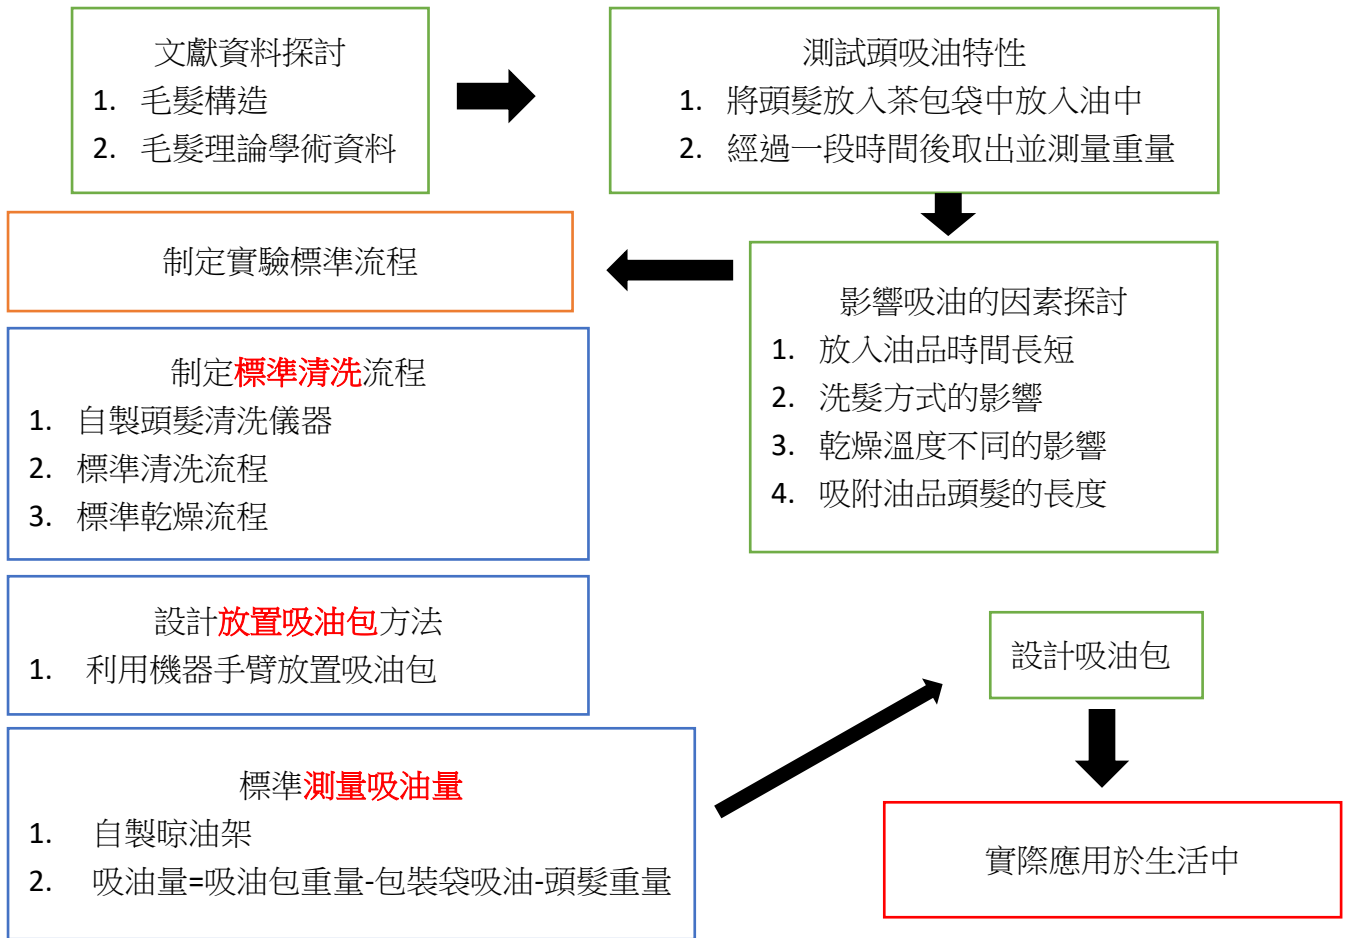 文獻資料探討
1. 毛髮構造
2. 毛髮理論學術資料
測試頭吸油特性
1. 將頭髮放入茶包袋中放入油中
2. 經過一段時間後取出並測量重量
影響吸油的因素探討
1. 放入油品時間長短
2. 洗髮方式的影響
3. 乾燥溫度不同的影響
4. 吸附油品頭髮的長度
制定實驗標準流程
制定標準清洗流程
1. 自製頭髮清洗儀器
2. 標準清洗流程
3. 標準乾燥流程
設計放置吸油包方法
1. 利用機器手臂放置吸油包
標準測量吸油量
1. 自製晾油架
2. 吸油量=吸油包重量-包裝袋吸油-頭髮重量
設計吸油包
實際應用於生活中